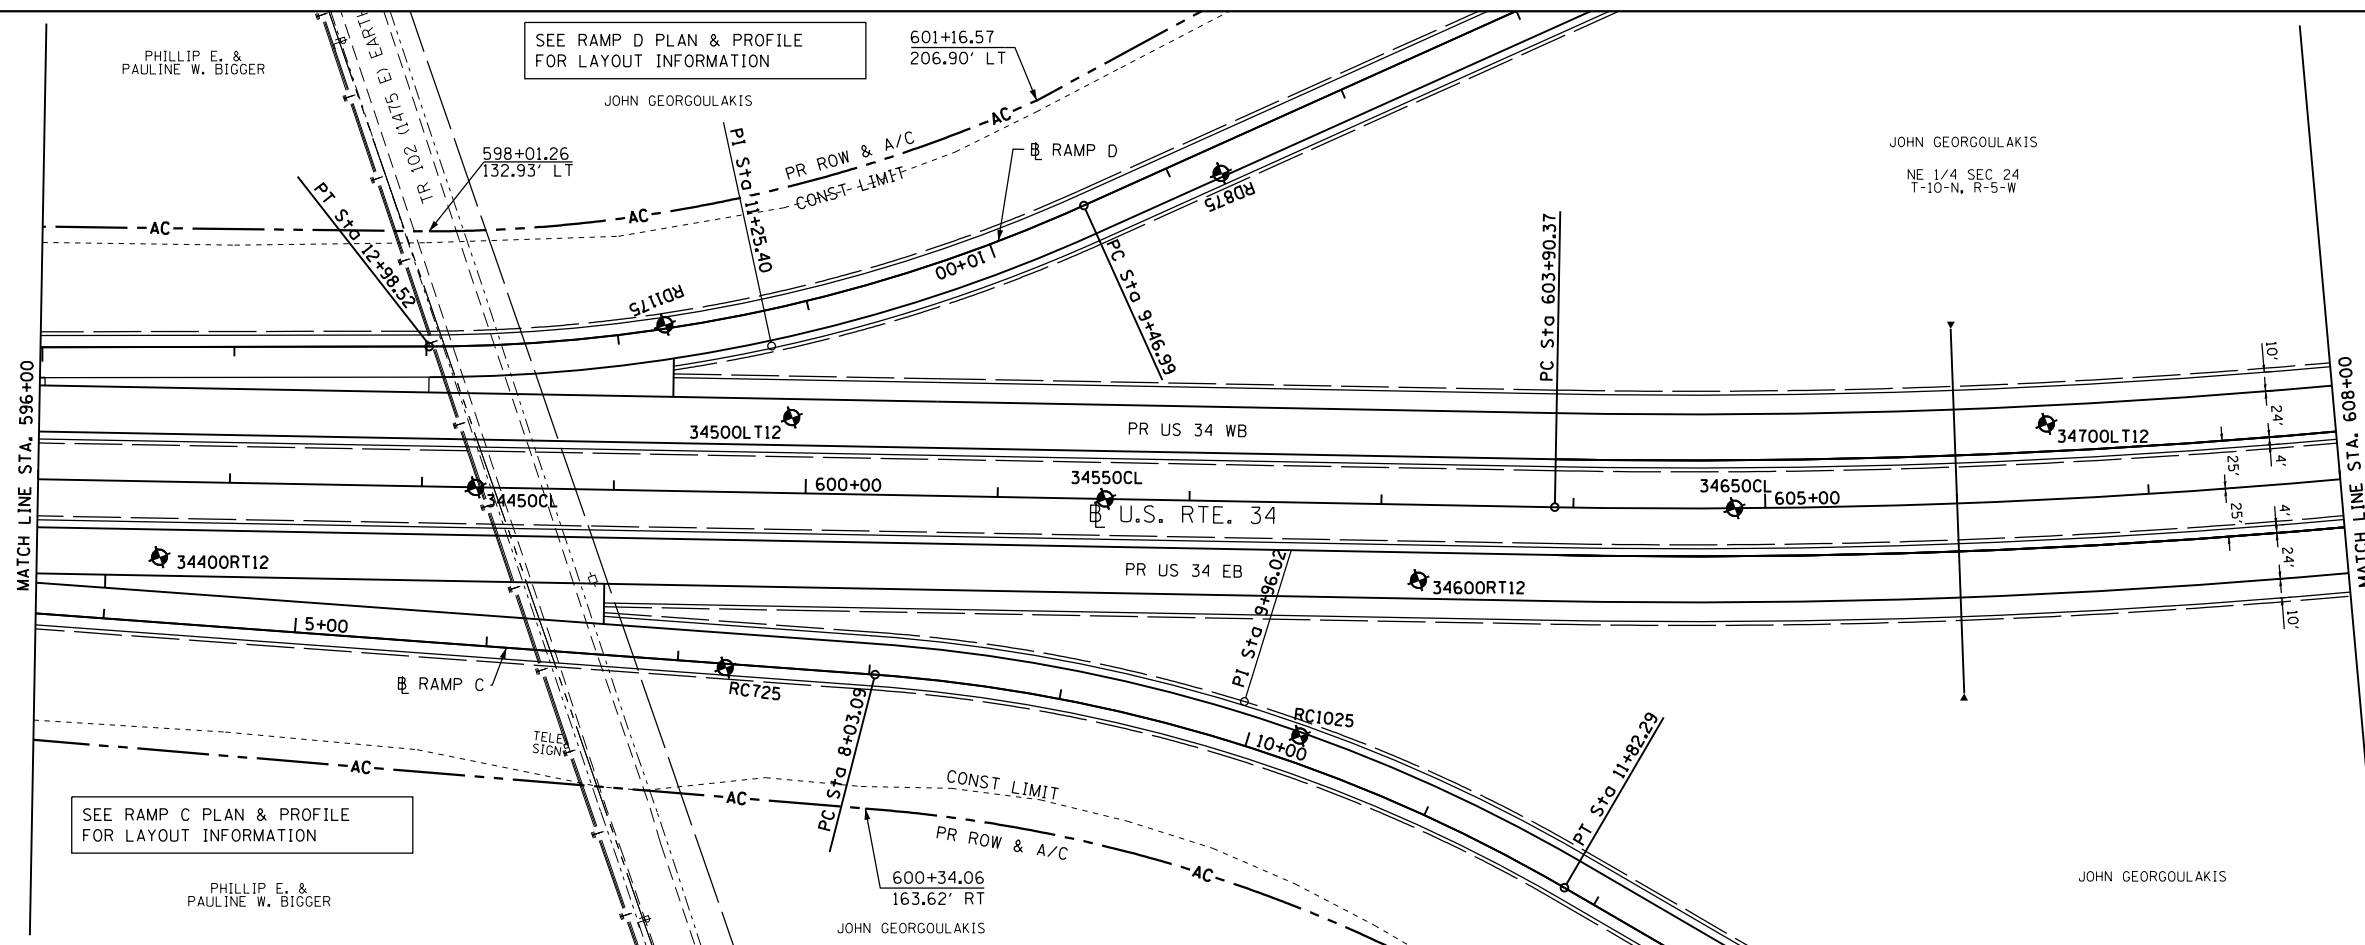 PHILLIP E. &
PAULINE W. BIGGER
TR 102 (1475 E) EARTH
SEE RAMP D PLAN & PROFILE
FOR LAYOUT INFORMATION
JOHN GEORGOULAKIS
601+16.57
206.90' LT
598+01.26
132.93' LT
PT Sta 12+98.52
PI Sta 11+25.40
PR ROW & A/C
CONST LIMIT
-AC-
-AC-
-AC-
B RAMP D
RD875
RD1175
10+00
PC Sta 9+46.99
PC Sta 603+90.37
JOHN GEORGOULAKIS
NE 1/4 SEC 24
T-10-N, R-5-W
MATCH LINE STA. 596+00
MATCH LINE STA. 608+00
34500LT12
PR US 34 WB
34700LT12
10'
24'
4'
25'
25'
4'
24'
10'
34450CL
600+00
34550CL
34650CL
605+00
BL U.S. RTE. 34
34400RT12
PR US 34 EB
34600RT12
PI Sta 9+96.02
5+00
BL RAMP C
RC725
PC Sta 8+03.09
RC1025
10+00
PT Sta 11+82.29
TELE
SIGN
-AC-
-AC-
-AC-
CONST LIMIT
PR ROW & A/C
SEE RAMP C PLAN & PROFILE
FOR LAYOUT INFORMATION
600+34.06
163.62' RT
PHILLIP E. &
PAULINE W. BIGGER
JOHN GEORGOULAKIS
JOHN GEORGOULAKIS